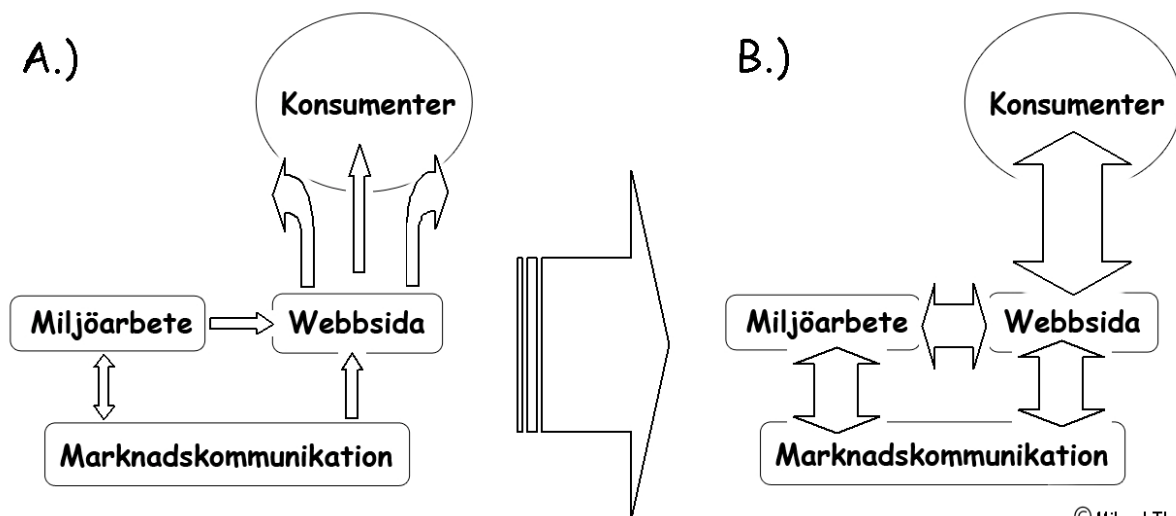 A.)
Konsumenter
Miljöarbete
Webbsida
Marknadskommunikation
B.)
Konsumenter
Miljöarbete
Webbsida
Marknadskommunikation